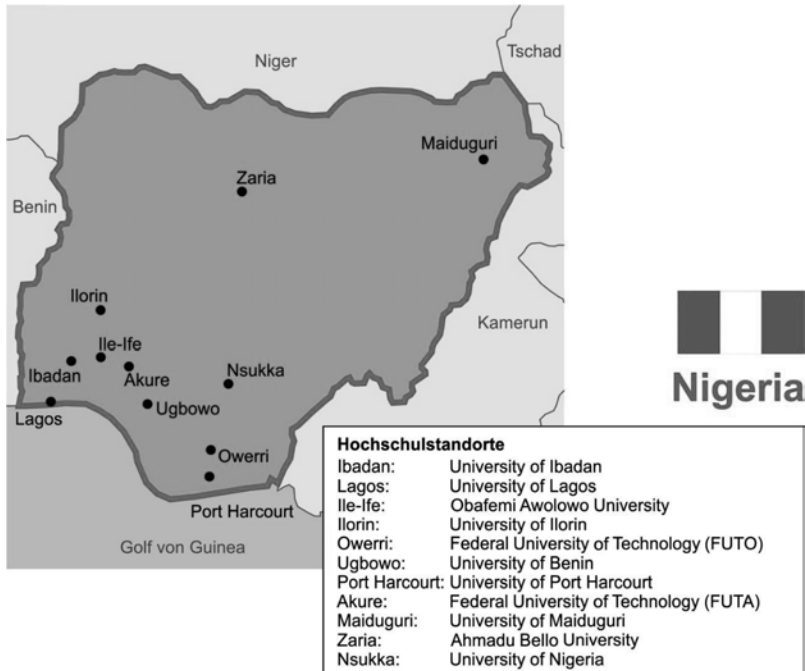 Niger
Tschad
Maiduguri
Zaria
Benin
Ilorin
Kamerun
Ile-Ife
Ibadan
Akure
Nsukka
Nigeria
Lagos
Ugbowo
Owerri
Port Harcourt
Golf von Guinea
Hochschulstandorte
Ibadan: University of Ibadan
Lagos: University of Lagos
Ile-Ife: Obafemi Awolowo University
Ilorin: University of Ilorin
Owerri: Federal University of Technology (FUTO)
Ugbowo: University of Benin
Port Harcourt: University of Port Harcourt
Akure: Federal University of Technology (FUTA)
Maiduguri: University of Maiduguri
Zaria: Ahmadu Bello University
Nsukka: University of Nigeria